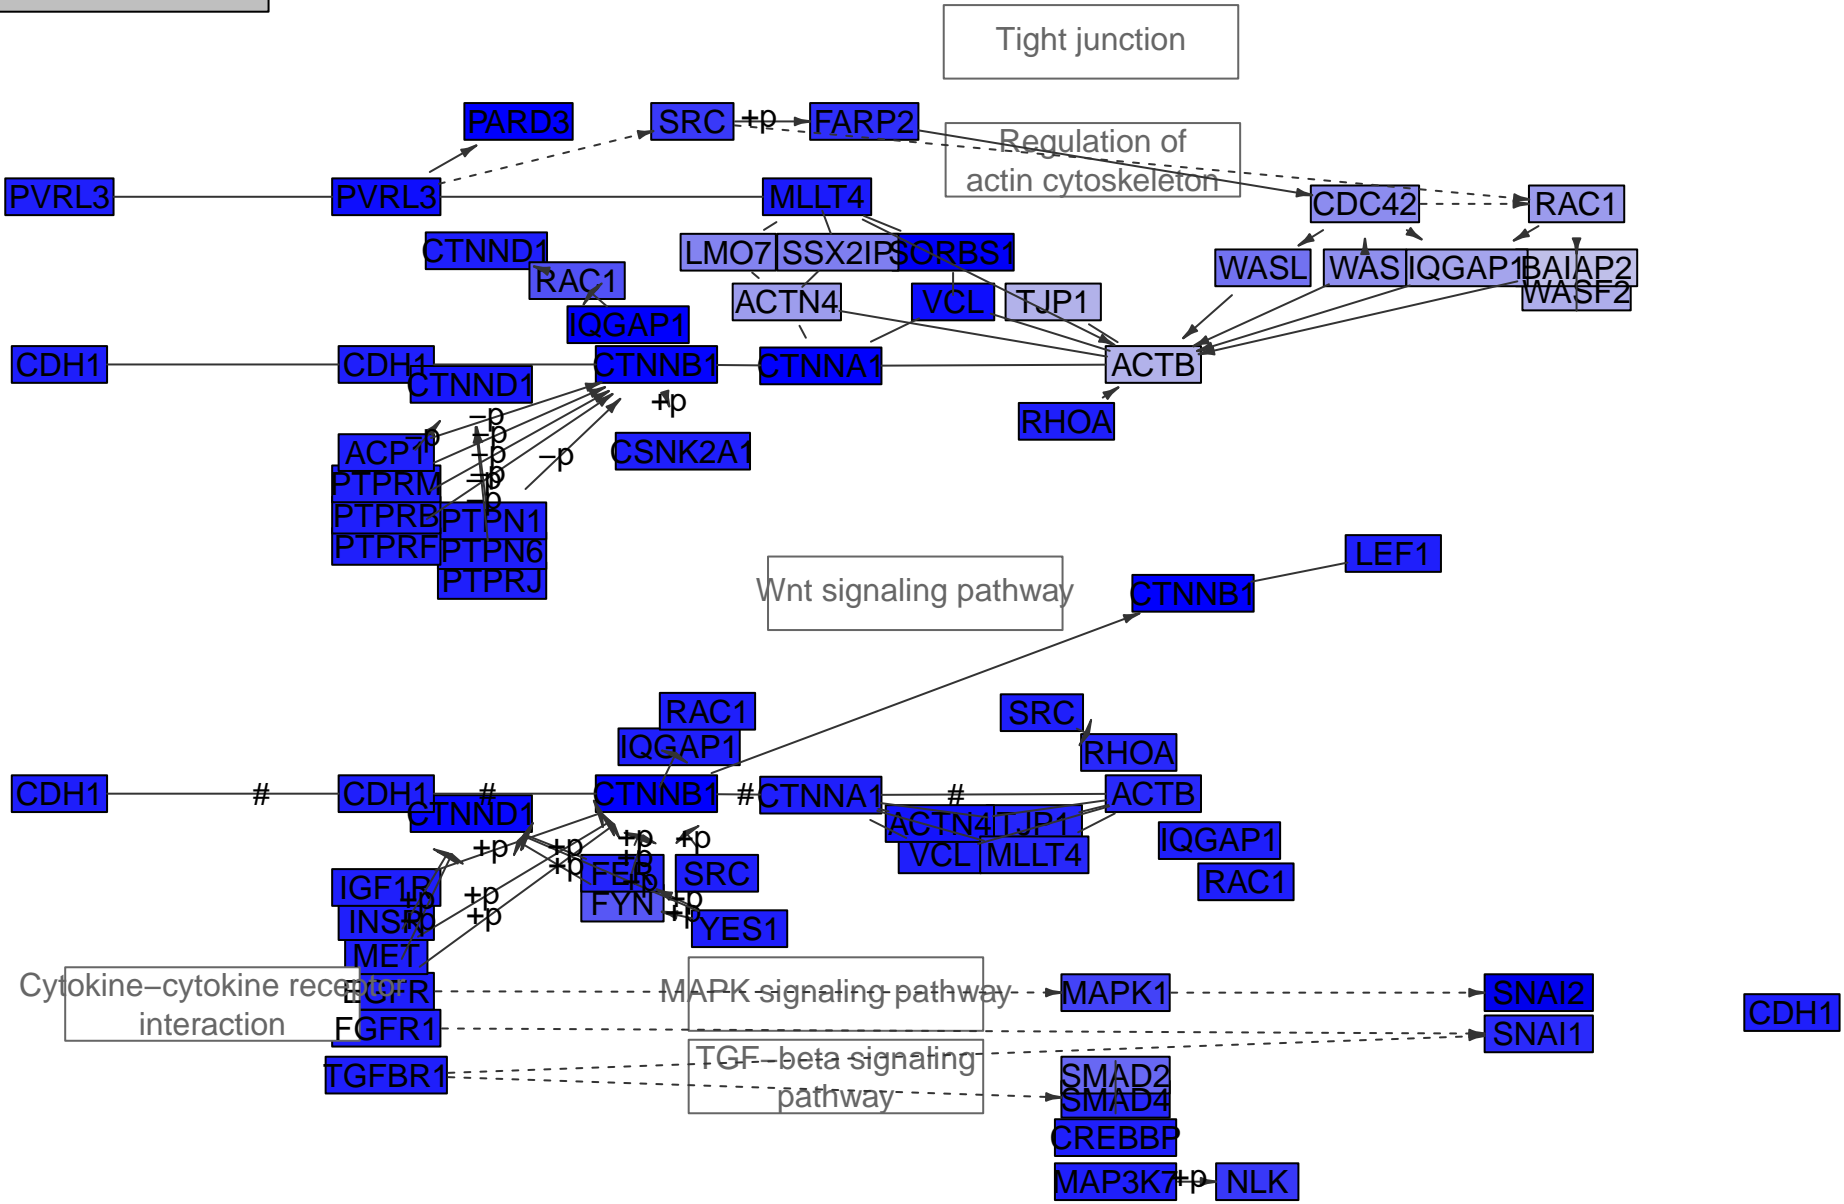 Tight junction
PARD3
SRC
+p
FARP2
Regulation of
actin cytoskeleton
PVRL3
PVRL3
MLLT4
CDC42
RAC1
CTNND1
LMO7
SSX2IP
SORBS1
WASL
WAS
IQGAP1
BAIAP2
WASF2
RAC1
ACTN4
VCL
TJP1
IQGAP1
CDH1
CDH1
CTNND1
CTNNB1
CTNNA1
ACTB
+p
RHOA
−p
−p
−p
−p
−p
−p
−p
−p
ACP1
CSNK2A1
PTPRM
PTPRB
PTPN1
PTPRF
PTPN6
PTPRJ
LEF1
Wnt signaling pathway
CTNNB1
RAC1
SRC
IQGAP1
RHOA
CDH1
#
CDH1
#
CTNNB1
#
CTNNA1
#
ACTB
CTNND1
ACTN4
TJP1
VCL
MLLT4
IQGAP1
RAC1
+p
+p
+p
+p
+p
+p
+p
FER
SRC
FYN
YES1
+p
+p
IGF1R
+p
+p
INSR
+p
+p
MET
Cytokine−cytokine receptor
interaction
EGFR
MAPK signaling pathway
MAPK1
SNAI2
CDH1
FGFR1
SNAI1
TGFBR1
TGF−beta signaling
pathway
SMAD2
SMAD4
CREBBP
MAP3K7
+p
NLK